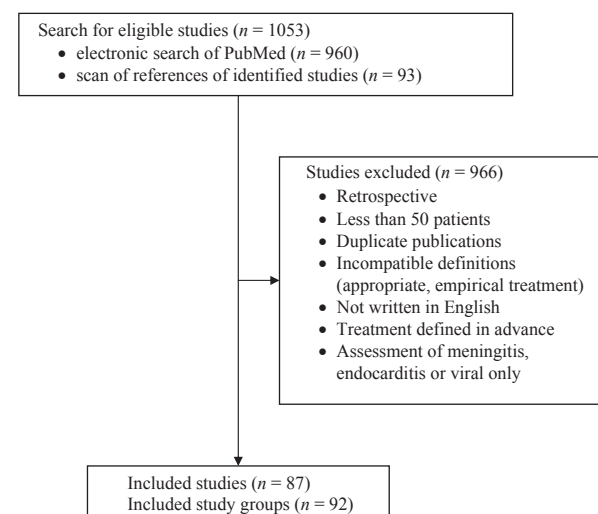 Search for eligible studies (n = 1053)
• electronic search of PubMed (n = 960)
• scan of references of identified studies (n = 93)
Studies excluded (n = 966)
• Retrospective
• Less than 50 patients
• Duplicate publications
• Incompatible definitions
(appropriate, empirical treatment)
• Not written in English
• Treatment defined in advance
• Assessment of meningitis,
endocarditis or viral only
Included studies (n = 87)
Included study groups (n = 92)